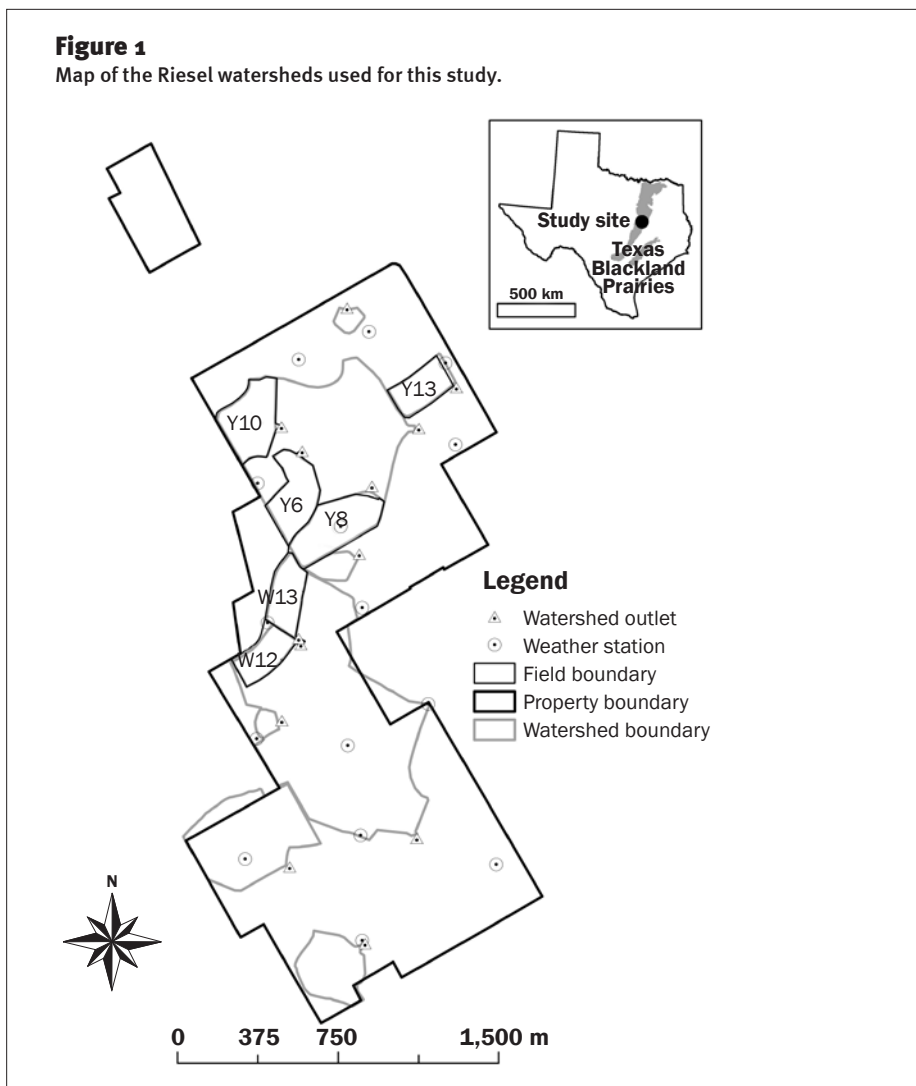 Figure 1
Map of the Riesel watersheds used for this study.
Study site
Texas
Blackland
Prairies
500 km
Y13
Y10
Y6
Y8
W13
W12
Legend
Watershed outlet
Weather station
Field boundary
Property boundary
Watershed boundary
N
0 375 750 1,500 m